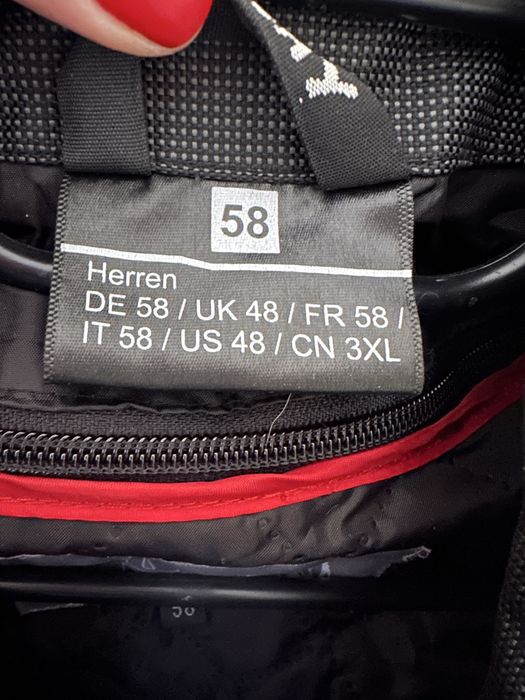 58
Herren
DE 58 / UK 48 / FR 58 /
IT 58 / US 48 / CN 3XL
58